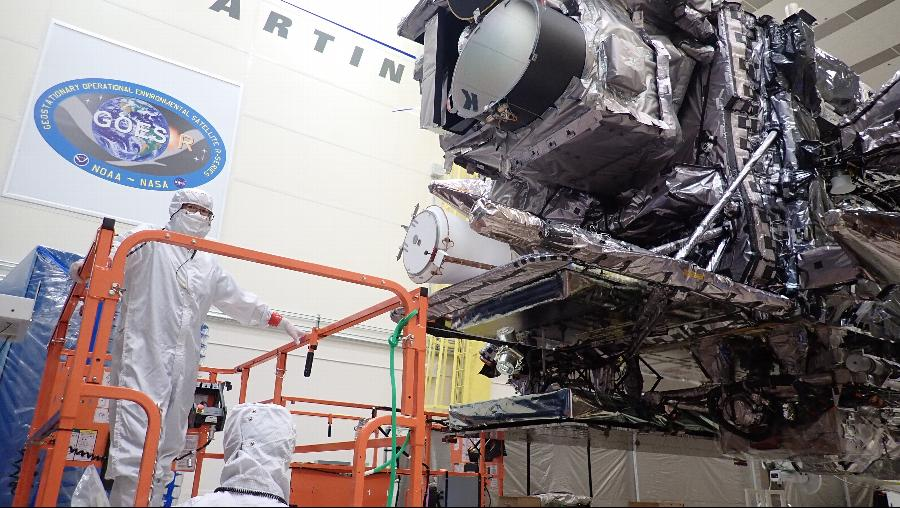 ARTIN
GEOSTATIONARY OPERATIONAL ENVIRONMENTAL SATELLITE R-SERIES
GOES
R
NOAA ~ NASA
K